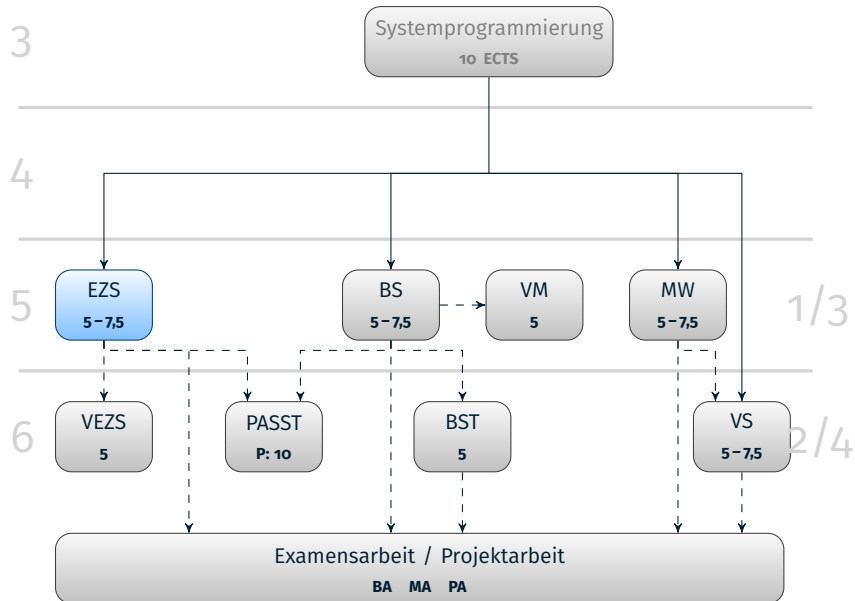 3
Systemprogrammierung
10 ECTS
4
5
EZS
5–7,5
BS
5–7,5
VM
5
MW
5–7,5
1/3
6
VEZS
5
PASST
P: 10
BST
5
VS
5–7,5
2/4
Examensarbeit / Projektarbeit
BA MA PA